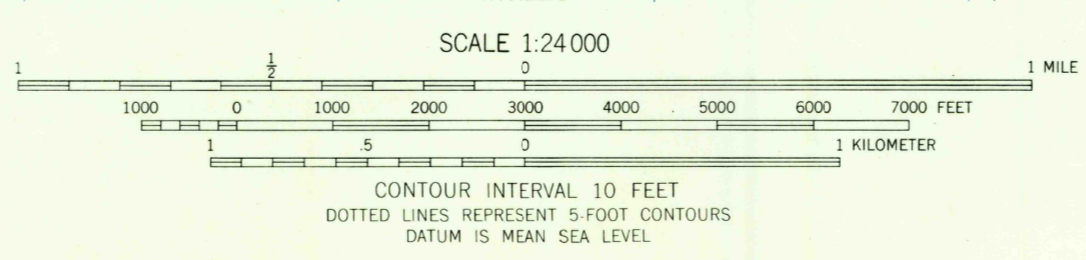 SCALE 1:24 000
1 1/2 0 1 MILE
1000 0 1000 2000 3000 4000 5000 6000 7000 FEET
1 .5 0 1 KILOMETER
CONTOUR INTERVAL 10 FEET
DOTTED LINES REPRESENT 5-FOOT CONTOURS
DATUM IS MEAN SEA LEVEL